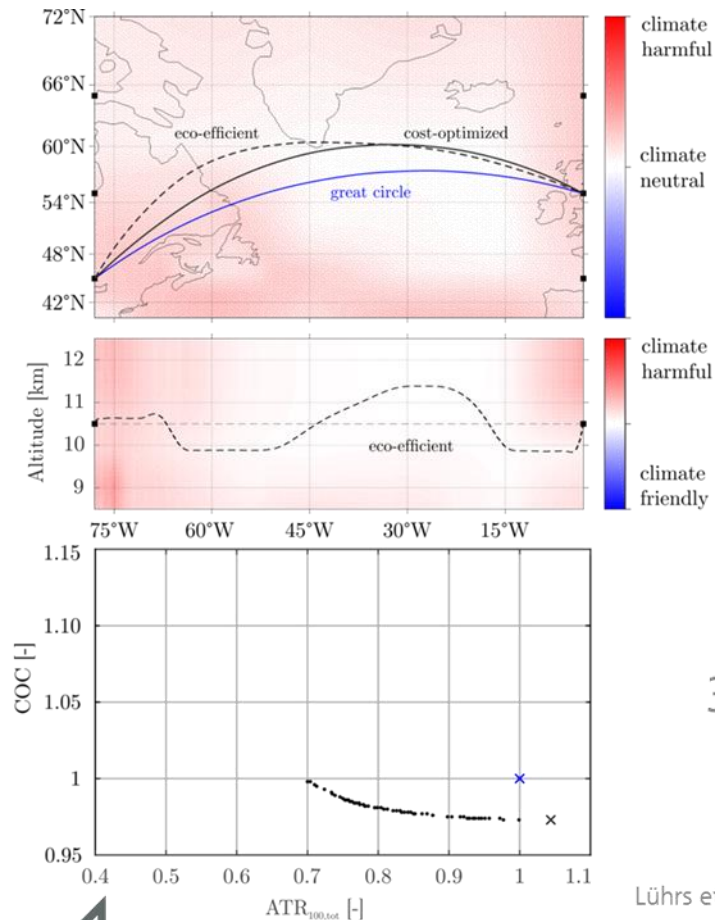 72°N
66°N
60°N
54°N
48°N
42°N
eco-efficient
cost-optimized
great circle
climate
harmful
climate
neutral
Altitude [km]
12
11
10
9
eco-efficient
climate
harmful
climate
friendly
75°W 60°W 45°W 30°W 15°W
COC [-]
1.15
1.10
1.05
1
0.95
0.4 0.5 0.6 0.7 0.8 0.9 1 1.1
ATR100,tot [-]
Lührs e